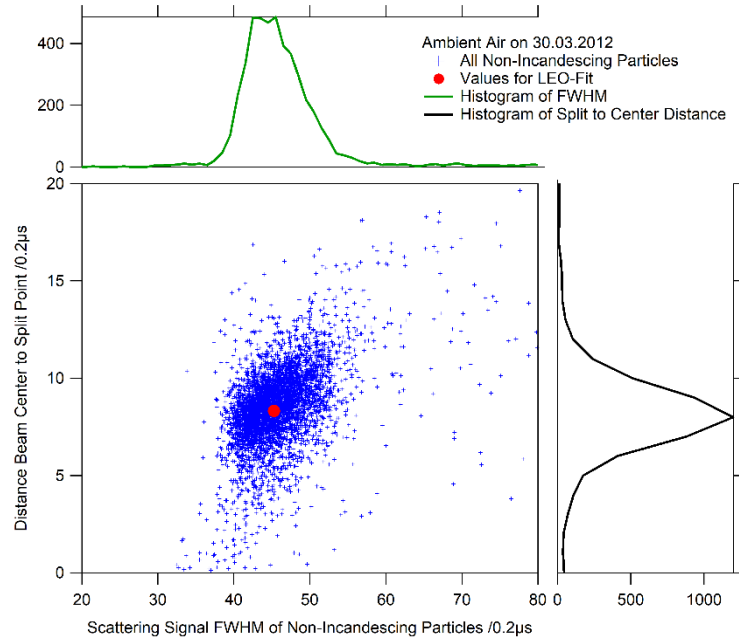 400
200
0
Ambient Air on 30.03.2012
All Non-Incandescing Particles
Values for LEO-Fit
Histogram of FWHM
Histogram of Split to Center Distance
20
15
10
5
0
Distance Beam Center to Split Point /0.2µs
20 30 40 50 60 70 80
0 500 1000
Scattering Signal FWHM of Non-Incandescing Particles /0.2µs